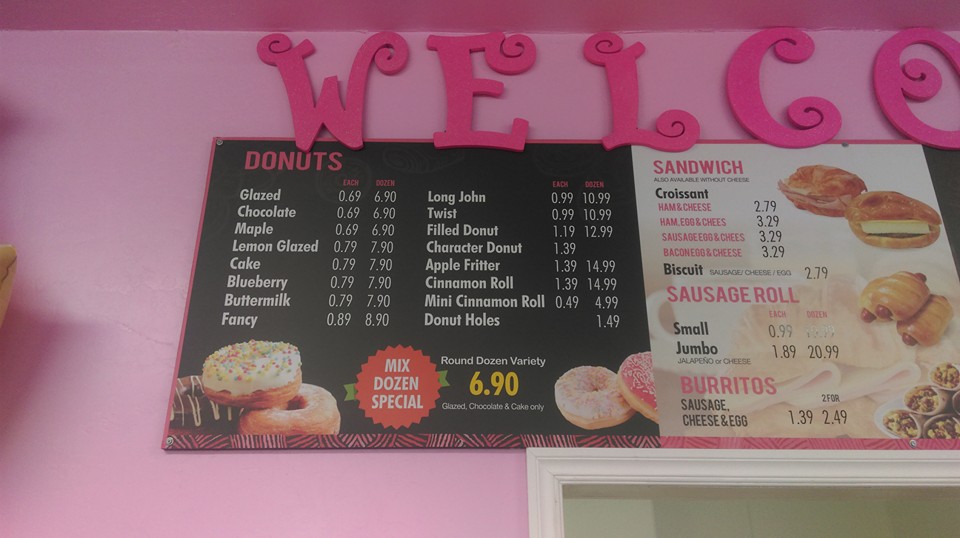 WELCO
DONUTS
EACH DOZEN
Glazed 0.69 6.90
Chocolate 0.69 6.90
Maple 0.69 6.90
Lemon Glazed 0.79 7.90
Cake 0.79 7.90
Blueberry 0.79 7.90
Buttermilk 0.79 7.90
Fancy 0.89 8.90
EACH DOZEN
Long John 0.99 10.99
Twist 0.99 10.99
Filled Donut 1.19 12.99
Character Donut 1.39
Apple Fritter 1.39 14.99
Cinnamon Roll 1.39 14.99
Mini Cinnamon Roll 0.49 4.99
Donut Holes 1.49
MIX
DOZEN
SPECIAL
Round Dozen Variety
6.90
Glazed, Chocolate & Cake only
SANDWICH
ALSO AVAILABLE WITHOUT CHEESE
Croissant
HAM & CHEESE 2.79
HAM, EGG & CHEES 3.29
SAUSAGE EGG & CHEES 3.29
BACON EGG & CHEESE 3.29
Biscuit SAUSAGE/ CHEESE / EGG 2.79
SAUSAGE ROLL
EACH DOZEN
Small 0.99
Jumbo 1.89 20.99
JALAPEÑO or CHEESE
BURRITOS
2 FOR
SAUSAGE,
CHEESE & EGG 1.39 2.49